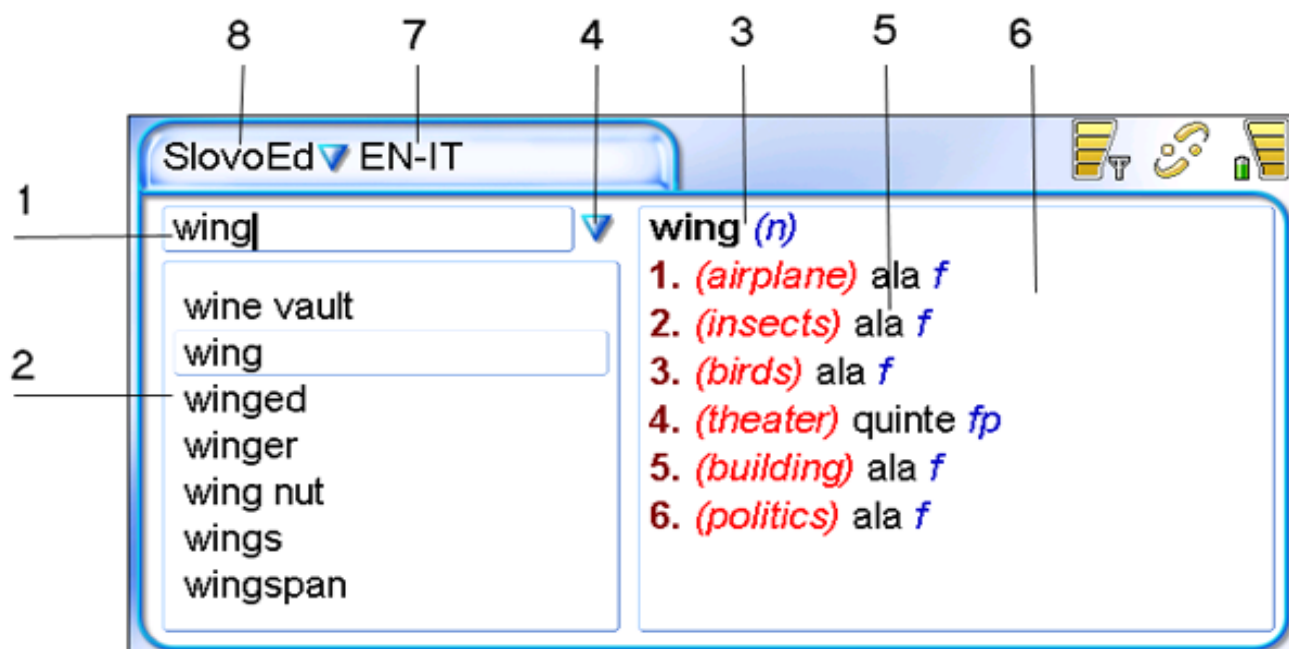 8 7 4 3 5 6
SlovoEd EN-IT
1
wing
2
wine vault
wing
winged
winger
wing nut
wings
wingspan
wing (n)
1. (airplane) ala f
2. (insects) ala f
3. (birds) ala f
4. (theater) quinte fp
5. (building) ala f
6. (politics) ala f